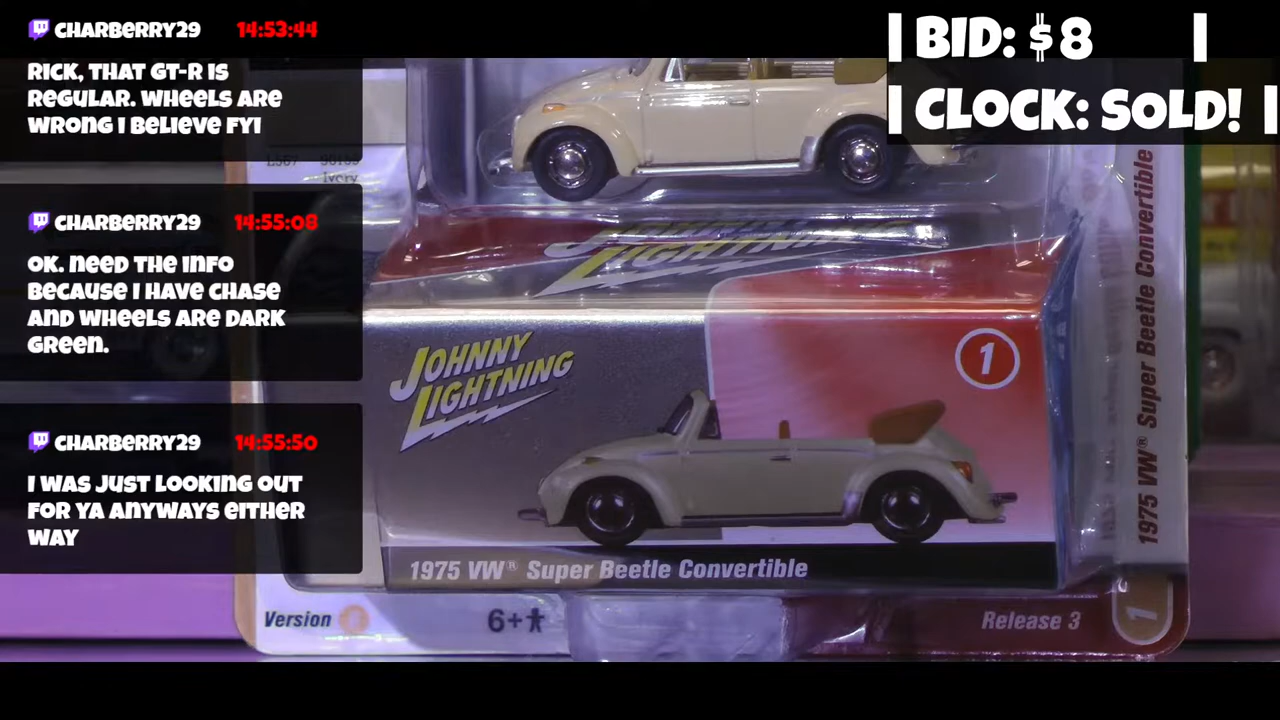 CHARBERRY29 14:53:44
RICK, THAT GT-R IS
REGULAR. WHEELS ARE
WRONG I BELIEVE FYI
CHARBERRY29 14:55:08
OK. NEED THE INFO
BECAUSE I HAVE CHASE
AND WHEELS ARE DARK
GREEN.
CHARBERRY29 14:55:50
I WAS JUST LOOKING OUT
FOR YA ANYWAYS EITHER
WAY
| BID: $8 |
| CLOCK: SOLD! |
Ivory
LIGHTNING
JOHNNY
LIGHTNING
1
1975 VW® Super Beetle Convertible
Version
6+
Release 3
1
1975 VW® Super Beetle Convertible